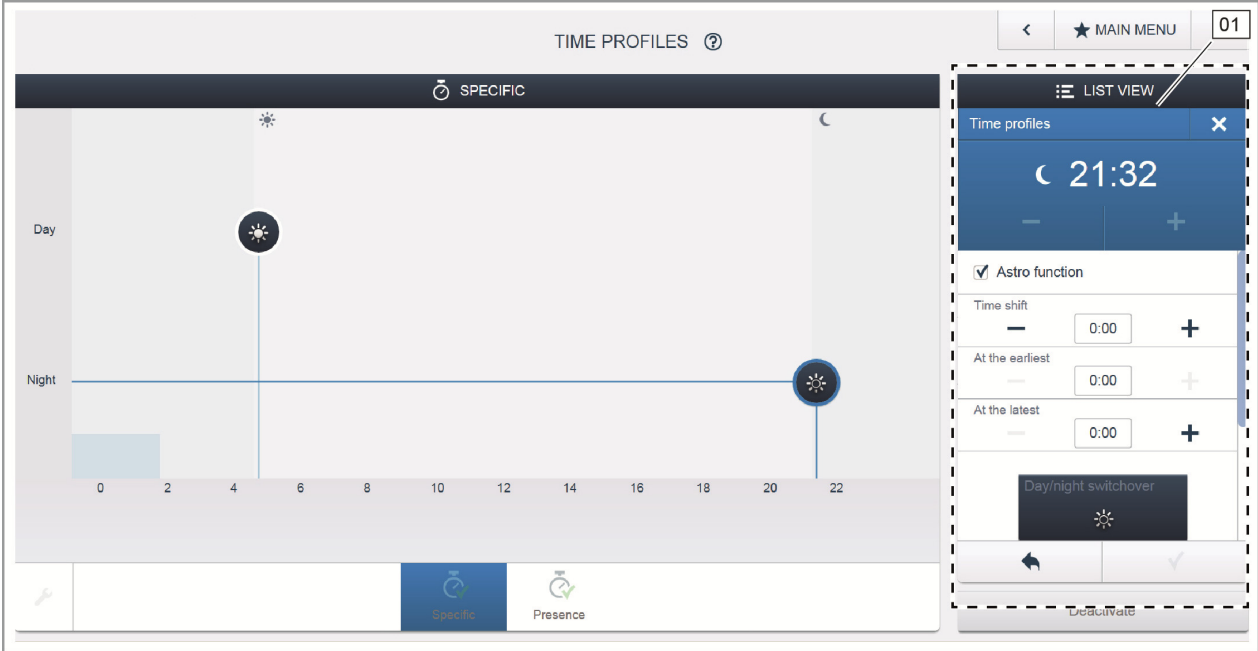 TIME PROFILES ?
MAIN MENU
01
SPECIFIC
LIST VIEW
Time profiles
21:32
Astro function
Time shift
0:00
At the earliest
0:00
At the latest
0:00
Day/night switchover
Day
Night
0 2 4 6 8 10 12 14 16 18 20 22
Specific
Presence
Deactivate